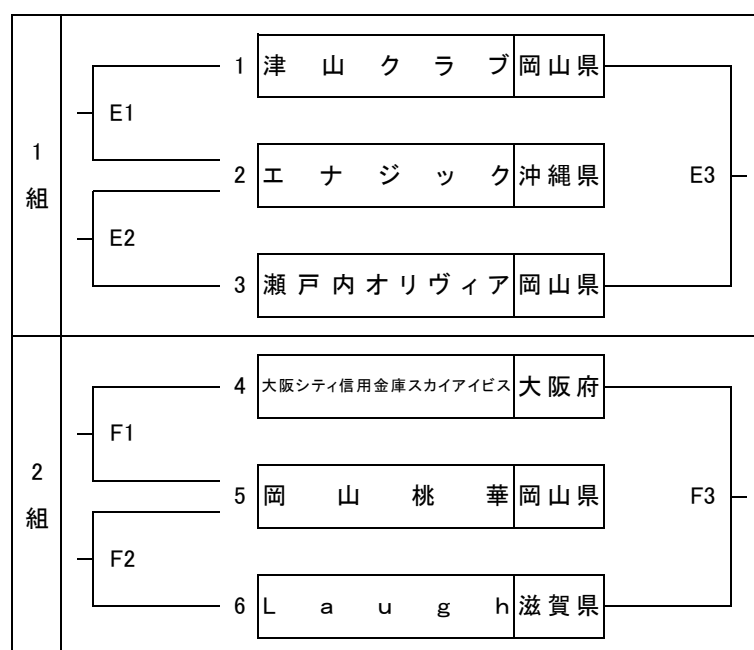 1 津山クラブ 岡山県
E1
1組
2 エナジック 沖縄県
E3
E2
3 瀬戸内オリヴィア 岡山県
4 大阪シティ信用金庫スカイアイビス 大阪府
F1
2組
5 岡山桃華 岡山県
F3
F2
6 Ｌａｕｇｈ 滋賀県